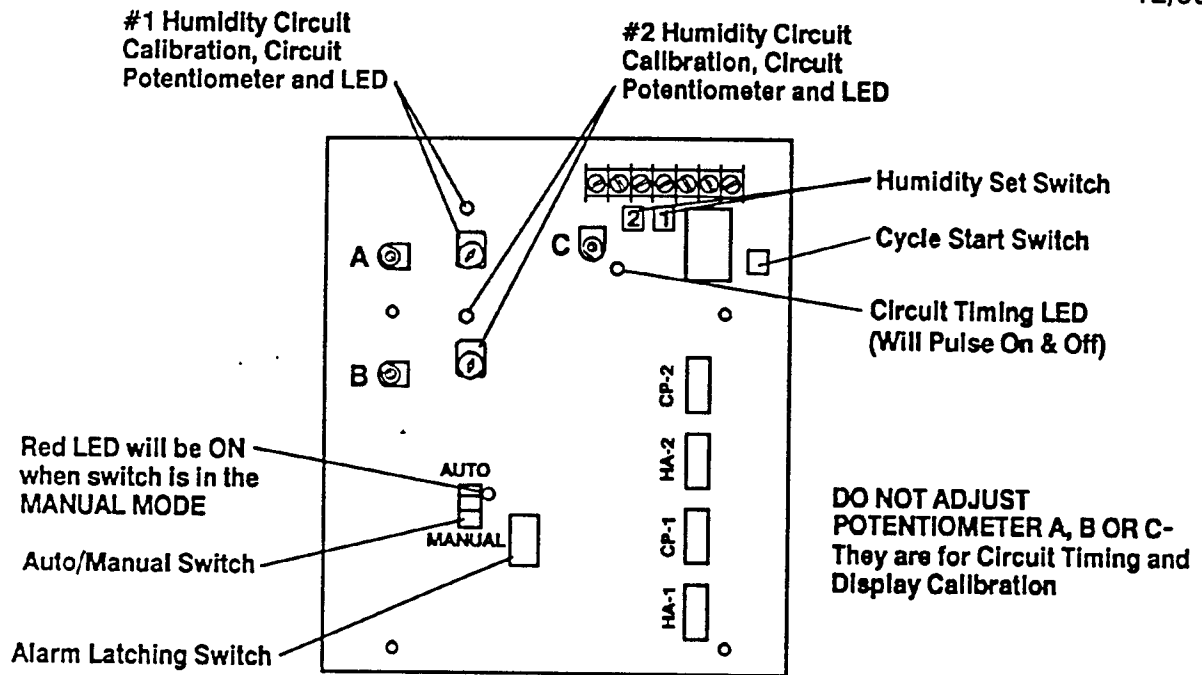 #1 Humidity Circuit
Calibration, Circuit
Potentiometer and LED
#2 Humidity Circuit
Calibration, Circuit
Potentiometer and LED
Humidity Set Switch
2 1
Cycle Start Switch
A
C
Circuit Timing LED
(Will Pulse On & Off)
B
CP-2
Red LED will be ON
when switch is in the
MANUAL MODE
AUTO
HA-2
MANUAL
DO NOT ADJUST
POTENTIOMETER A, B OR C-
They are for Circuit Timing and
Display Calibration
Auto/Manual Switch
CP-1
HA-1
Alarm Latching Switch